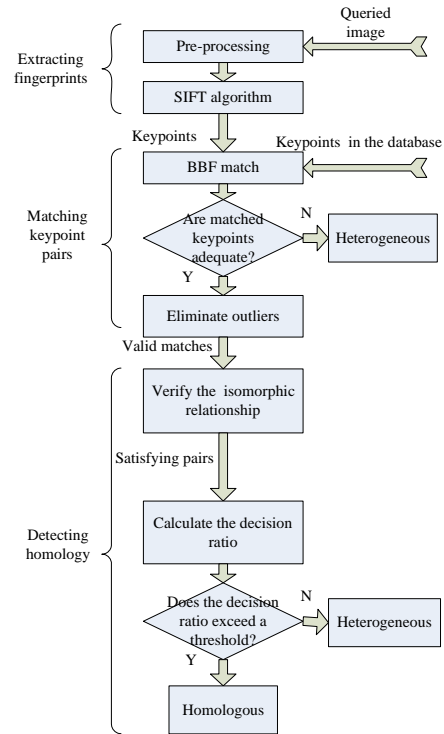 Queried
image
Extracting
fingerprints
Pre-processing
SIFT algorithm
Keypoints
Keypoints in the database
BBF match
Matching
keypoint
pairs
Are matched
keypoints
adequate?
N
Heterogeneous
Y
Eliminate outliers
Valid matches
Verify the isomorphic
relationship
Satisfying pairs
Detecting
homology
Calculate the decision
ratio
Does the decision
ratio exceed a
threshold?
N
Heterogeneous
Y
Homologous